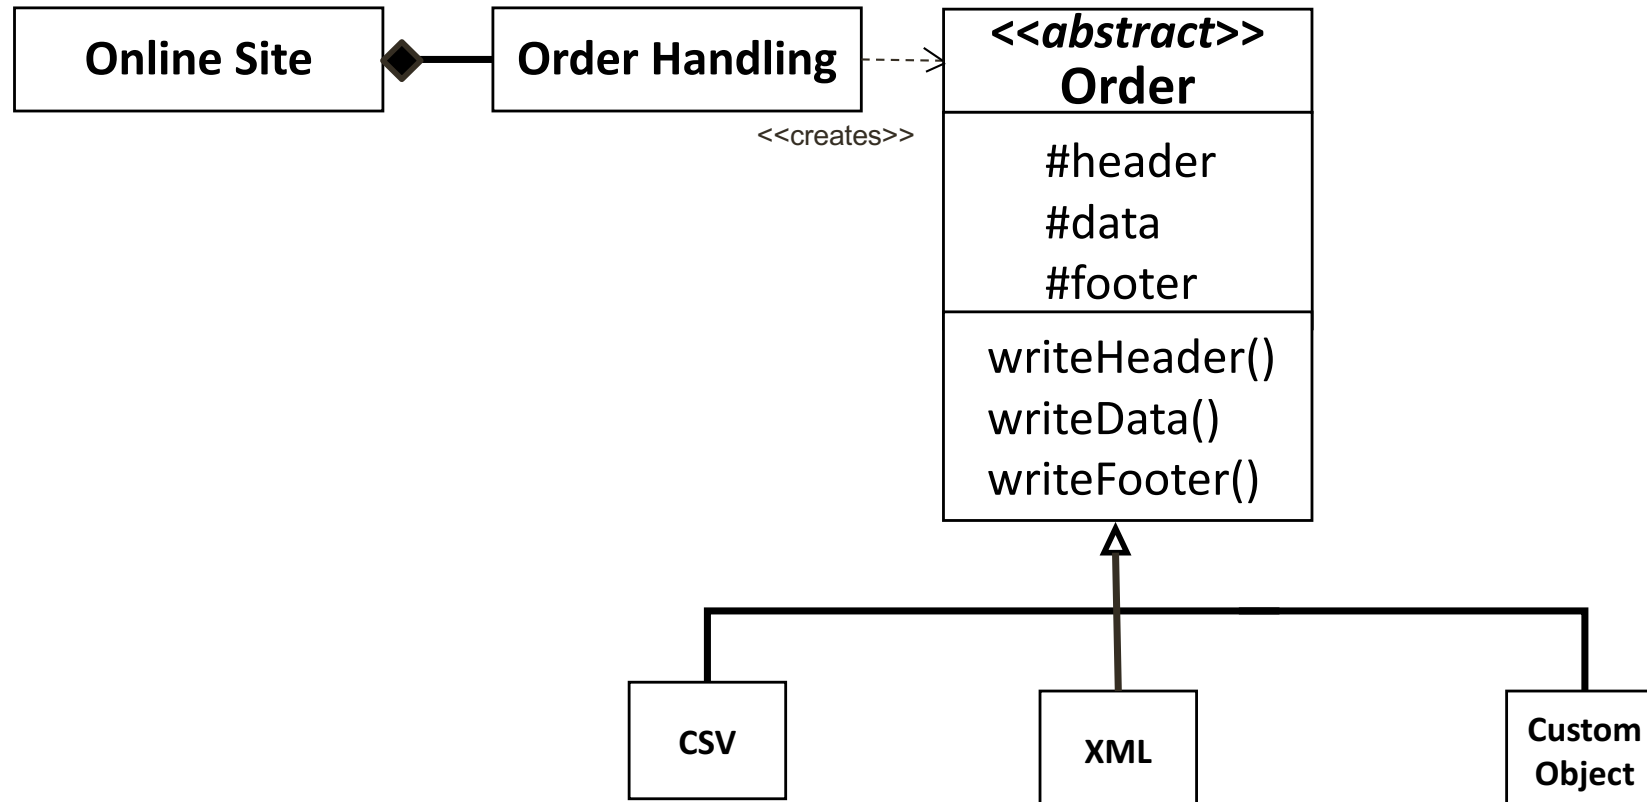 Online Site
Order Handling
<<creates>>
<<abstract>>
Order
#header
#data
#footer
writeHeader()
writeData()
writeFooter()
CSV
XML
Custom
Object